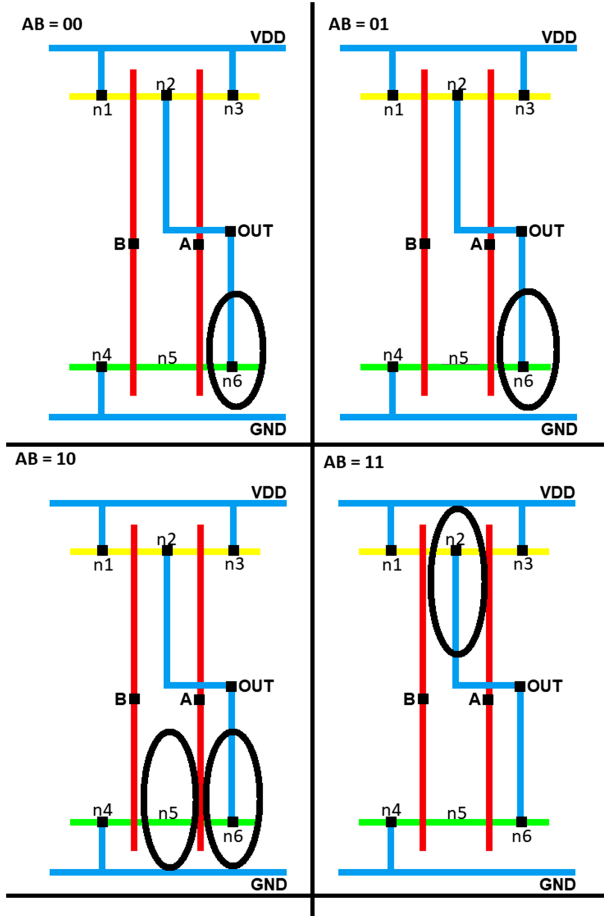 AB = 00
VDD
n1
n2
n3
B
A
OUT
n4
n5
n6
GND
AB = 01
VDD
n1
n2
n3
B
A
OUT
n4
n5
n6
GND
AB = 10
VDD
n1
n2
n3
B
A
OUT
n4
n5
n6
GND
AB = 11
VDD
n1
n2
n3
B
A
OUT
n4
n5
n6
GND